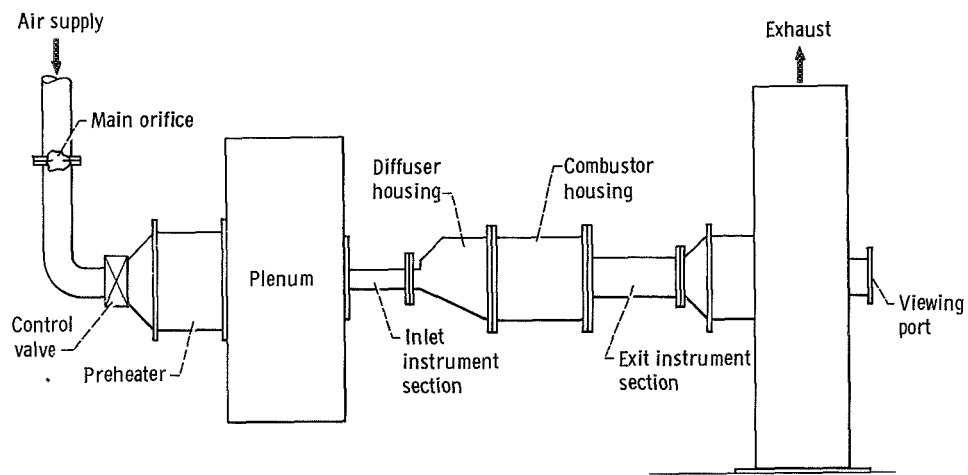 Air supply
Exhaust
Main orifice
Diffuser
housing
Combustor
housing
Plenum
Control
valve
Preheater
Inlet
instrument
section
Exit instrument
section
Viewing
port